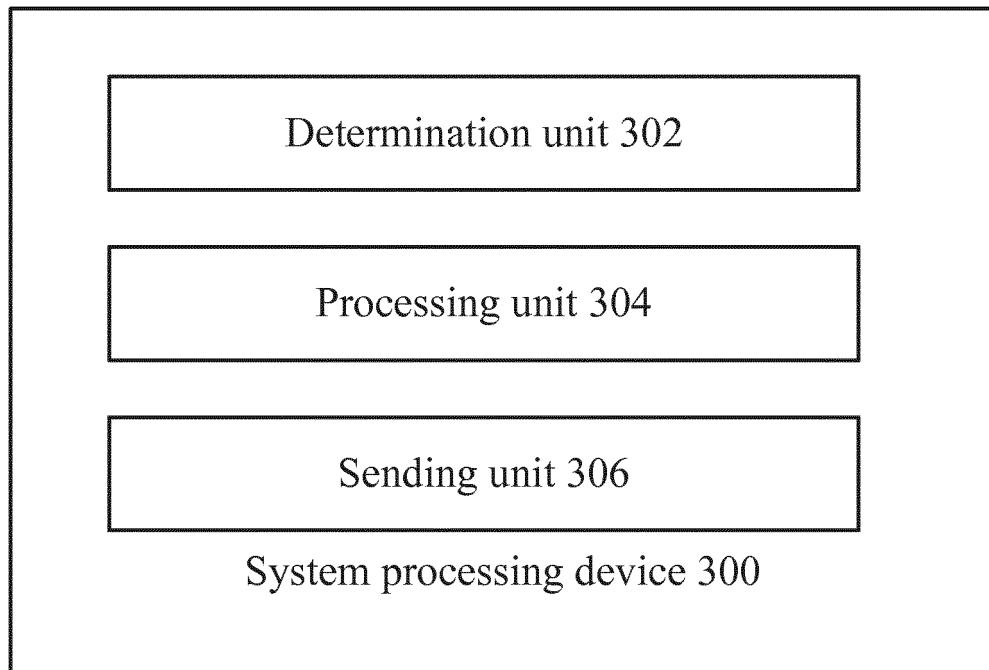 Determination unit 302
Processing unit 304
Sending unit 306
System processing device 300